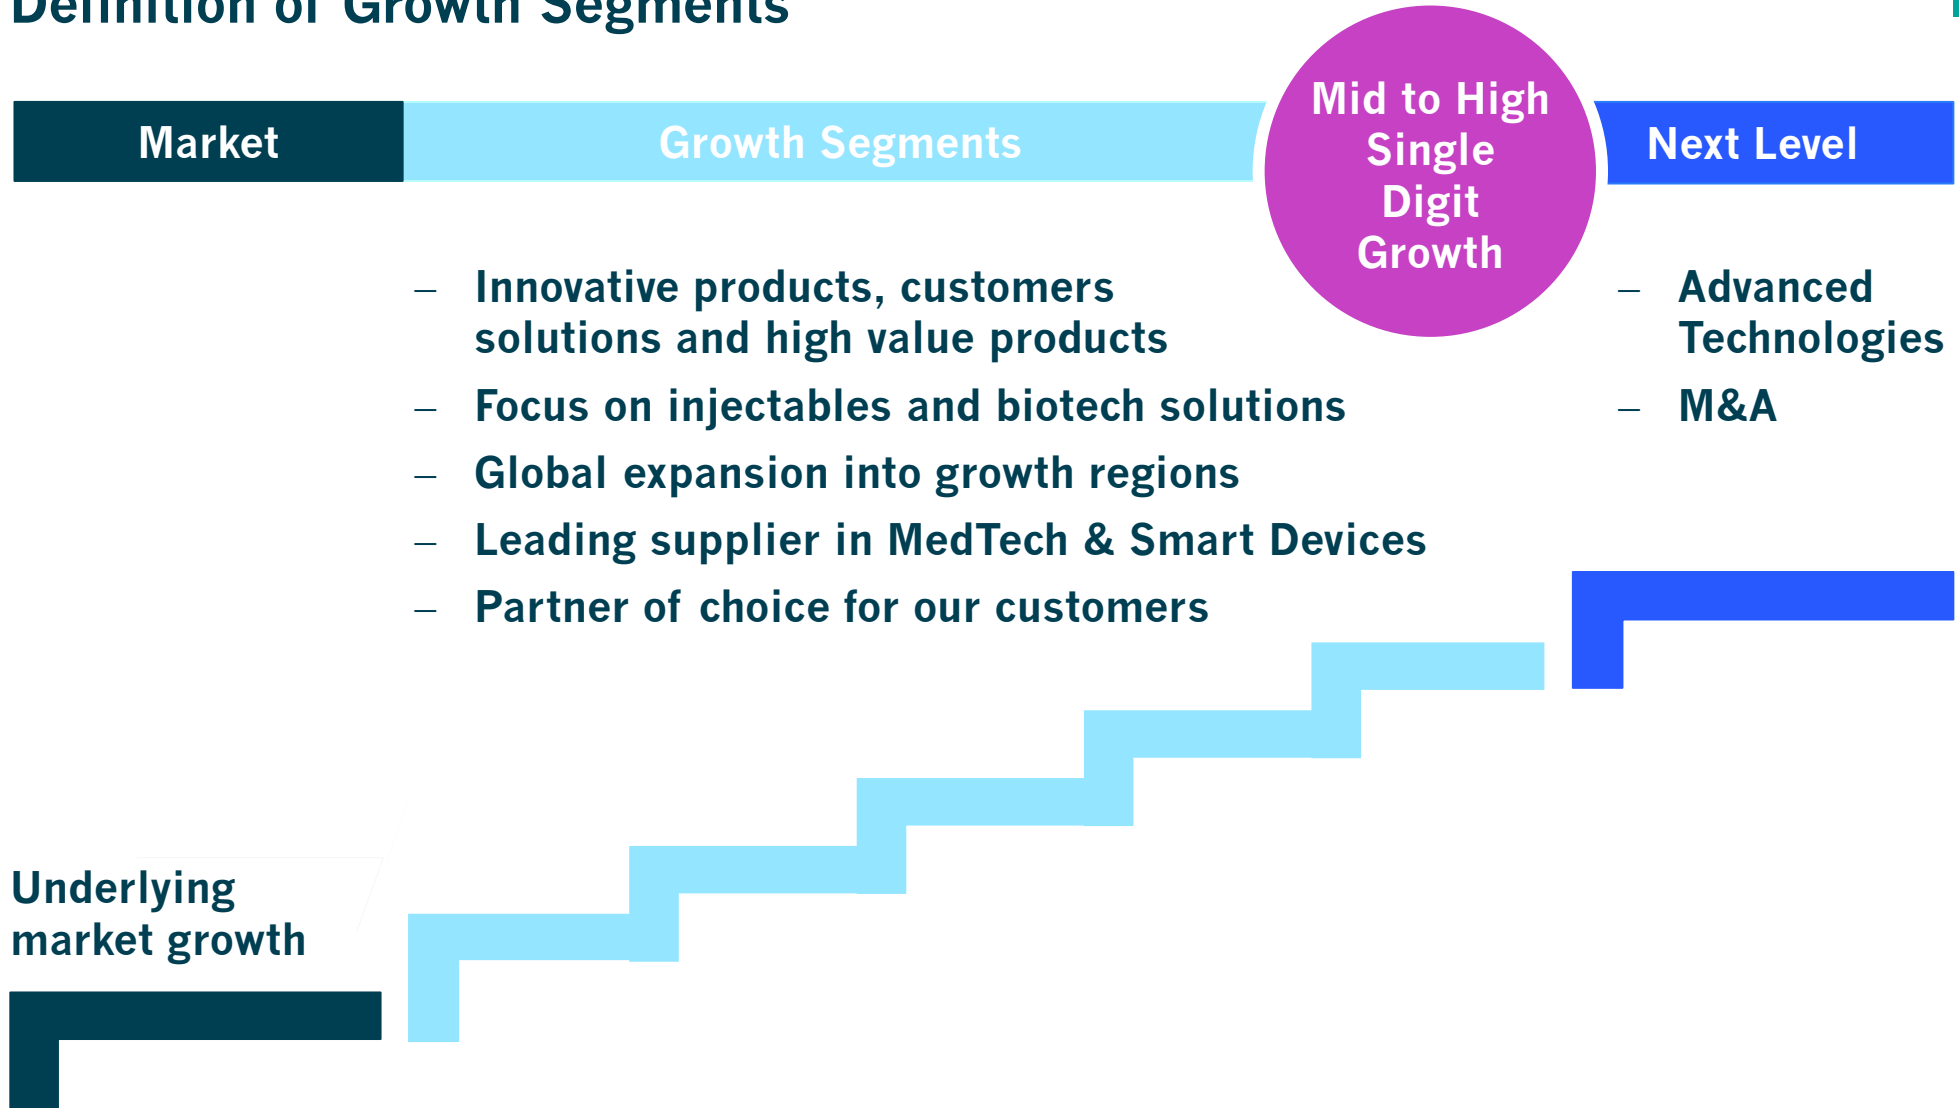 Definition of Growth Segments
Market
Growth Segments
Mid to High
Single
Digit
Growth
Next Level
– Innovative products, customers
solutions and high value products
– Focus on injectables and biotech solutions
– Global expansion into growth regions
– Leading supplier in MedTech & Smart Devices
– Partner of choice for our customers
– Advanced
Technologies
– M&A
Underlying
market growth